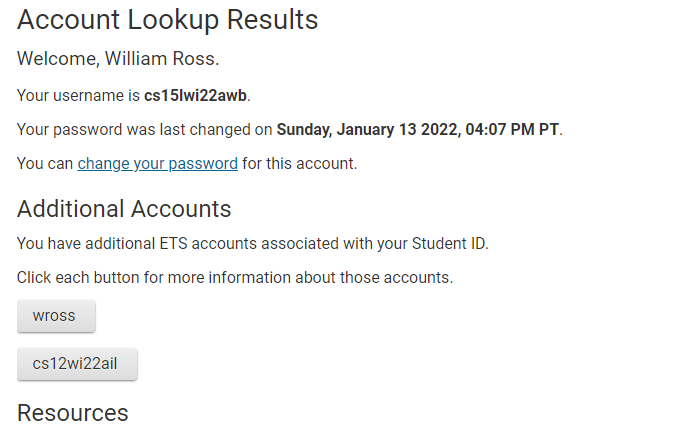 Account Lookup Results
Welcome, William Ross.
Your username is cs15lwi22awb.
Your password was last changed on Sunday, January 13 2022, 04:07 PM PT.
You can change your password for this account.
Additional Accounts
You have additional ETS accounts associated with your Student ID.
Click each button for more information about those accounts.
wross
cs12wi22ail
Resources